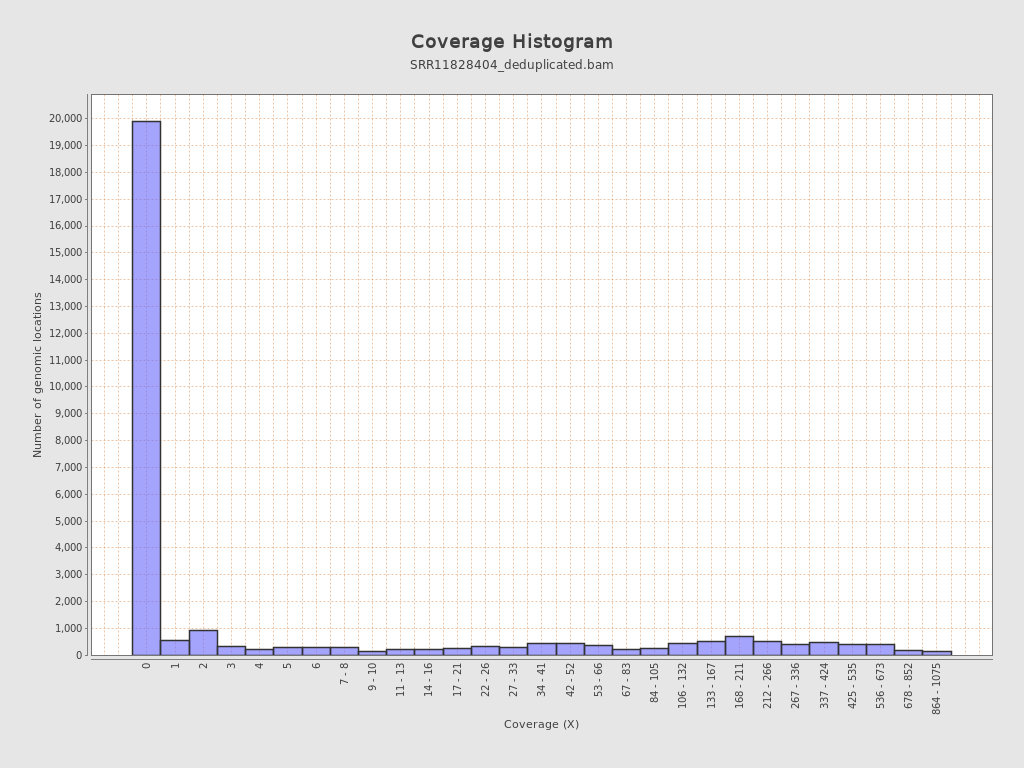 Coverage Histogram
SRR11828404_deduplicated.bam
Number of genomic locations
20,000
19,000
18,000
17,000
16,000
15,000
14,000
13,000
12,000
11,000
10,000
9,000
8,000
7,000
6,000
5,000
4,000
3,000
2,000
1,000
0
0
1
2
3
4
5
6
7 - 8
9 - 10
11 - 13
14 - 16
17 - 21
22 - 26
27 - 33
34 - 41
42 - 52
53 - 66
67 - 83
84 - 105
106 - 132
133 - 167
168 - 211
212 - 266
267 - 336
337 - 424
425 - 535
536 - 673
678 - 852
864 - 1075
Coverage (X)